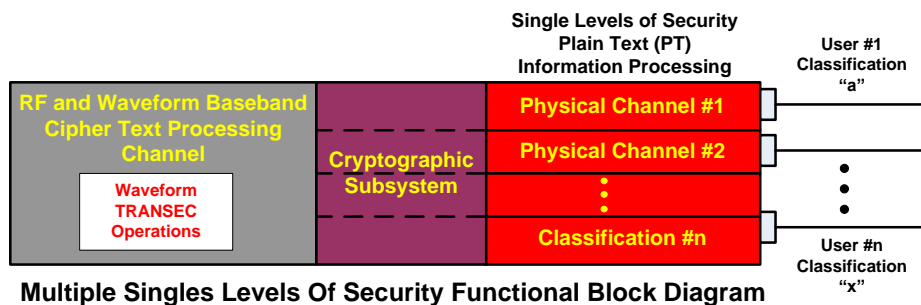 Single Levels of Security
Plain Text (PT)
Information Processing
User #1
Classification
“a”
RF and Waveform Baseband
Cipher Text Processing
Channel
Waveform
TRANSEC
Operations
Cryptographic
Subsystem
Physical Channel #1
Physical Channel #2
Classification #n
User #n
Classification
“x”
Multiple Singles Levels Of Security Functional Block Diagram